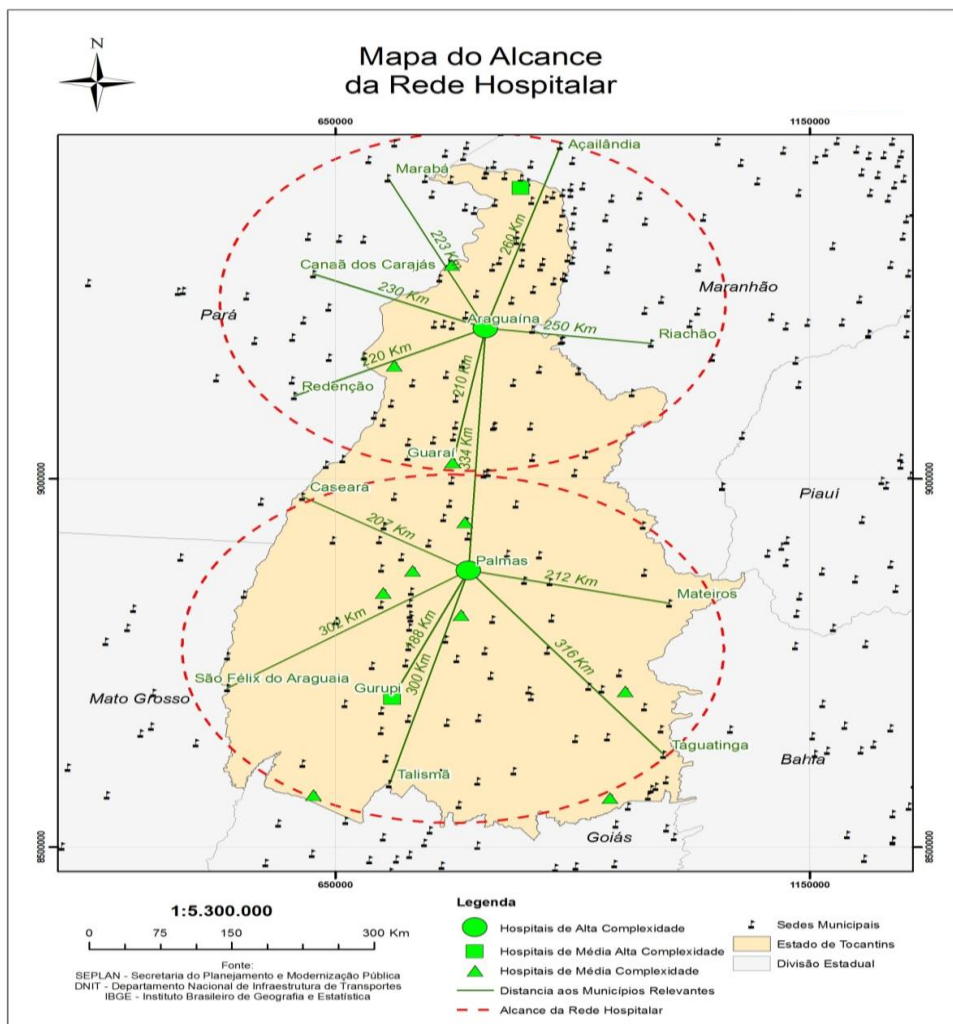 N
Mapa do Alcance
da Rede Hospitalar
650000
1150000
Açailândia
Marabá
260 Km
223 Km
Canaã dos Carajás
230 Km
Maranhão
Pará
Araguaína
250 Km
Riachão
220 Km
210 Km
Redenção
334 Km
Guaraí
9000000
9000000
Caseara
Piauí
207 Km
Palmas
212 Km
Mateiros
302 Km
188 Km
316 Km
300 Km
São Félix do Araguaia
Gurupi
Mato Grosso
Taguatinga
Bahia
Talismã
Goiás
8500000
8500000
650000
1150000
1:5.300.000
0 75 150 300 Km
Fonte:
SEPLAN - Secretaria do Planejamento e Modernização Pública
DNIT - Departamento Nacional de Infraestrutura de Transportes
IBGE - Instituto Brasileiro de Geografia e Estatística
Legenda
Hospitais de Alta Complexidade
Hospitais de Média Alta Complexidade
Hospitais de Média Complexidade
Distancia aos Municípios Relevantes
Alcance da Rede Hospitalar
Sedes Municipais
Estado de Tocantins
Divisão Estadual